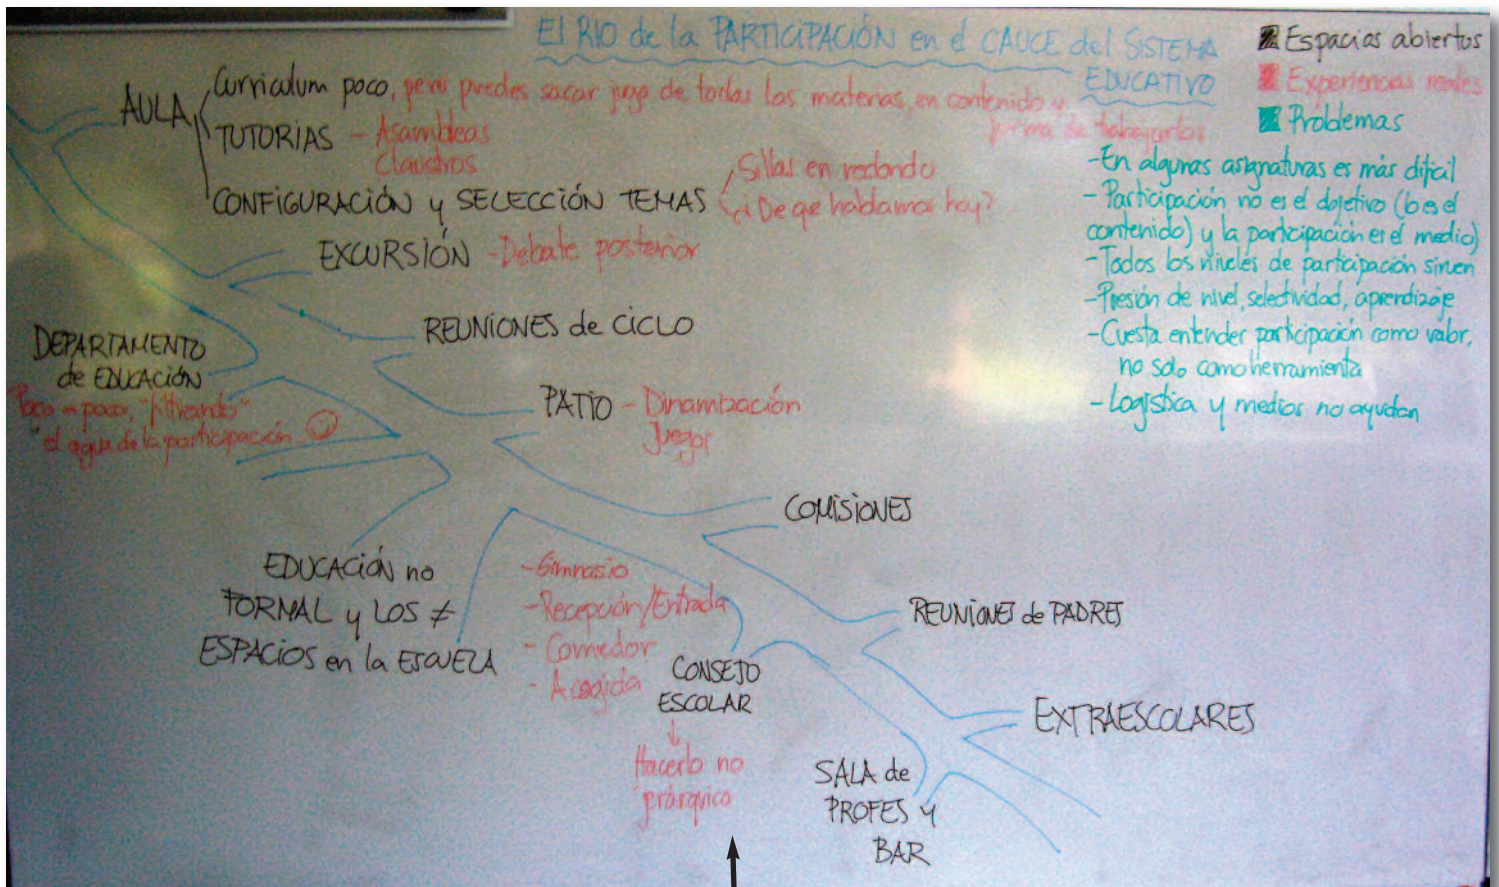 El RIO de la PARTICIPACIÓN en el CAUCE del SISTEMA
EDUCATIVO
Espacios abiertos
Experiencias reales
Problemas
AULA
Curriculum poco, pero puedes sacar jugo de todas las materias, en contenido y
forma de trabajarlos
TUTORIAS - Asambleas
Claustros
CONFIGURACIÓN y SELECCIÓN TEMAS
Sillas en redondo
¿De que hablamos hoy?
EXCURSIÓN - Debate posterior
REUNIONES de CICLO
DEPARTAMENTO
de EDUCACIÓN
Poco a poco, "filtrando"
el agua de la participación
PATIO - Dinamización
Juegos
COMISIONES
EDUCACIÓN no
FORMAL y LOS ≠
ESPACIOS en la ESCUELA
- Gimnasio
- Recepción/Entrada
- Comedor
- Acogida
REUNIONES de PADRES
CONSEJO
ESCOLAR
↓
Hacerlo no
jerárquico
EXTRAESCOLARES
SALA de
PROFES y
BAR
- En algunas asignaturas es más difícil
- Participación no es el objetivo (lo es el
contenido) y la participación es el medio)
- Todos los niveles de participación sirven
- Presión de nivel, selectividad, aprendizaje
- Cuesta entender participación como valor,
no solo como herramienta
- Logística y medios no ayudan